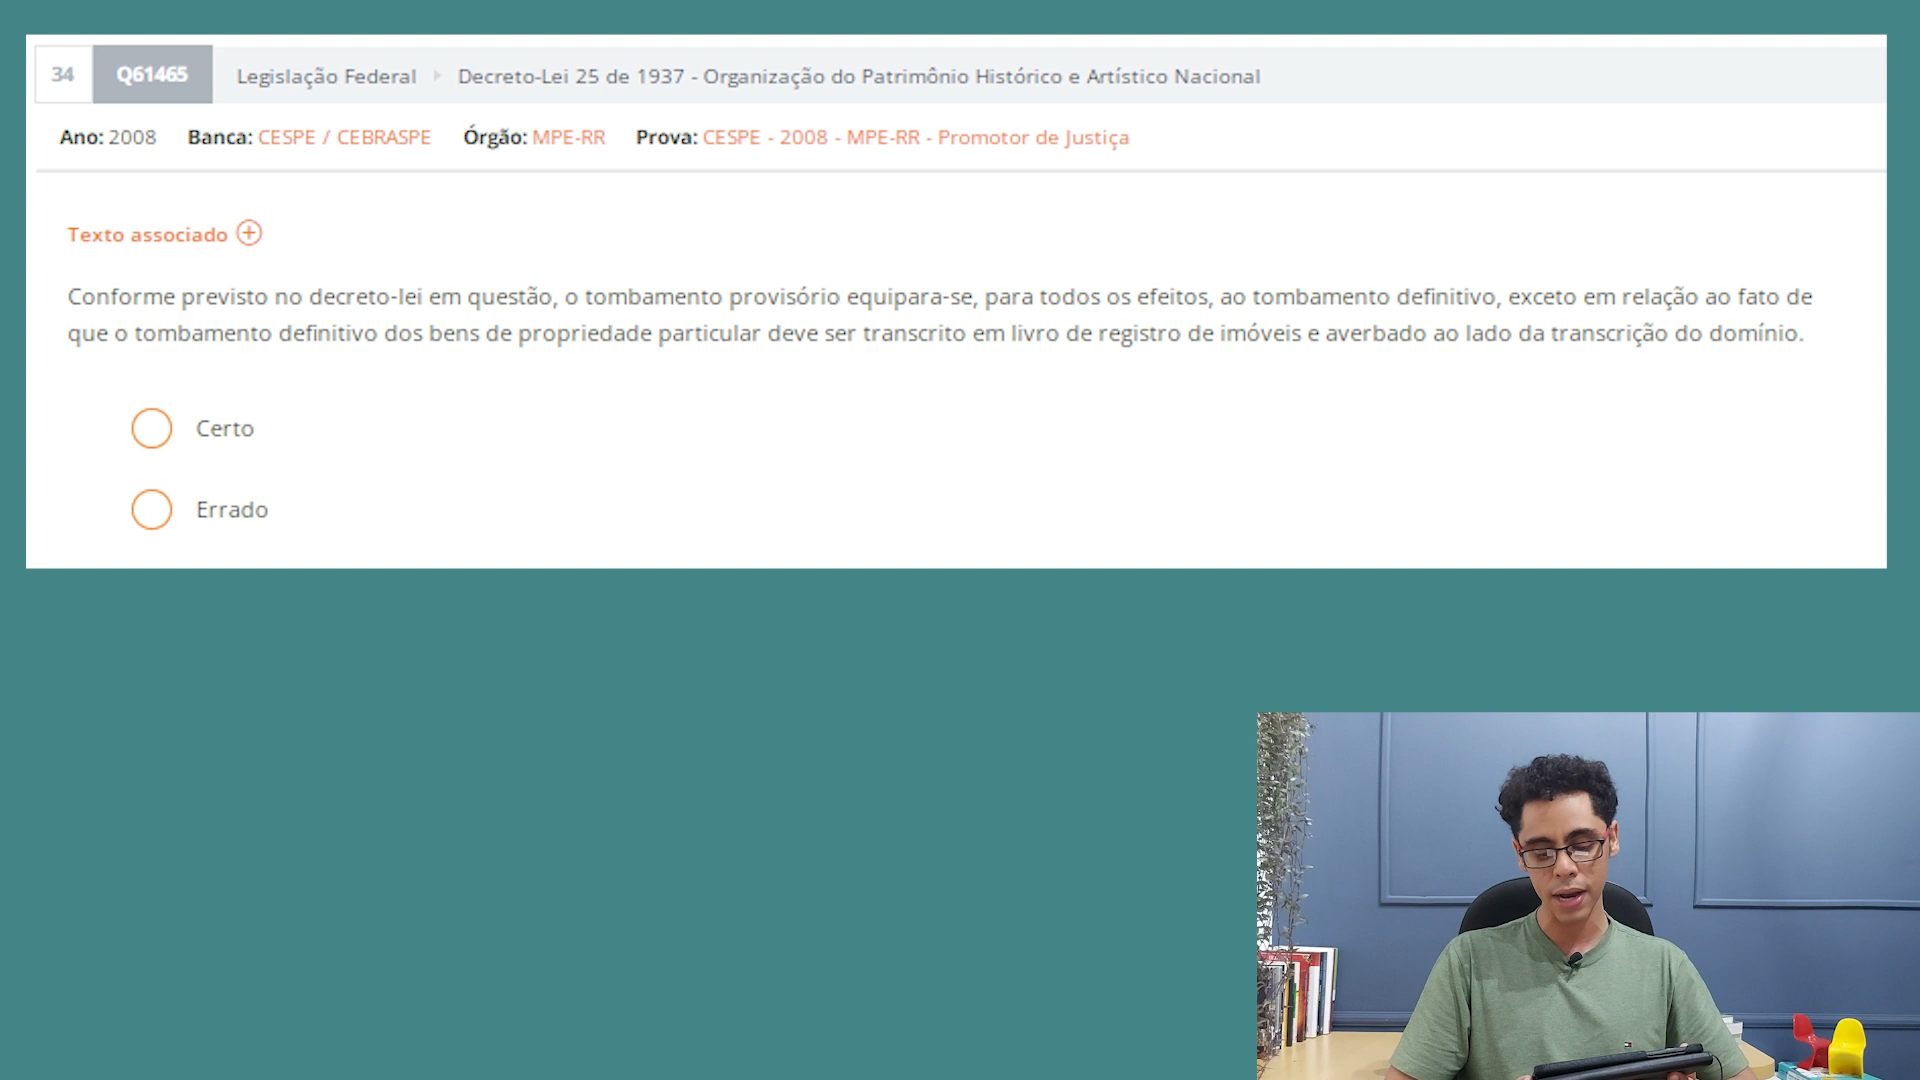 34 Q61465 Legislação Federal Decreto-Lei 25 de 1937 - Organização do Patrimônio Histórico e Artístico Nacional
Ano: 2008 Banca: CESPE / CEBRASPE Órgão: MPE-RR Prova: CESPE - 2008 - MPE-RR - Promotor de Justiça
Texto associado
Conforme previsto no decreto-lei em questão, o tombamento provisório equipara-se, para todos os efeitos, ao tombamento definitivo, exceto em relação ao fato de
que o tombamento definitivo dos bens de propriedade particular deve ser transcrito em livro de registro de imóveis e averbado ao lado da transcrição do domínio.
Certo
Errado